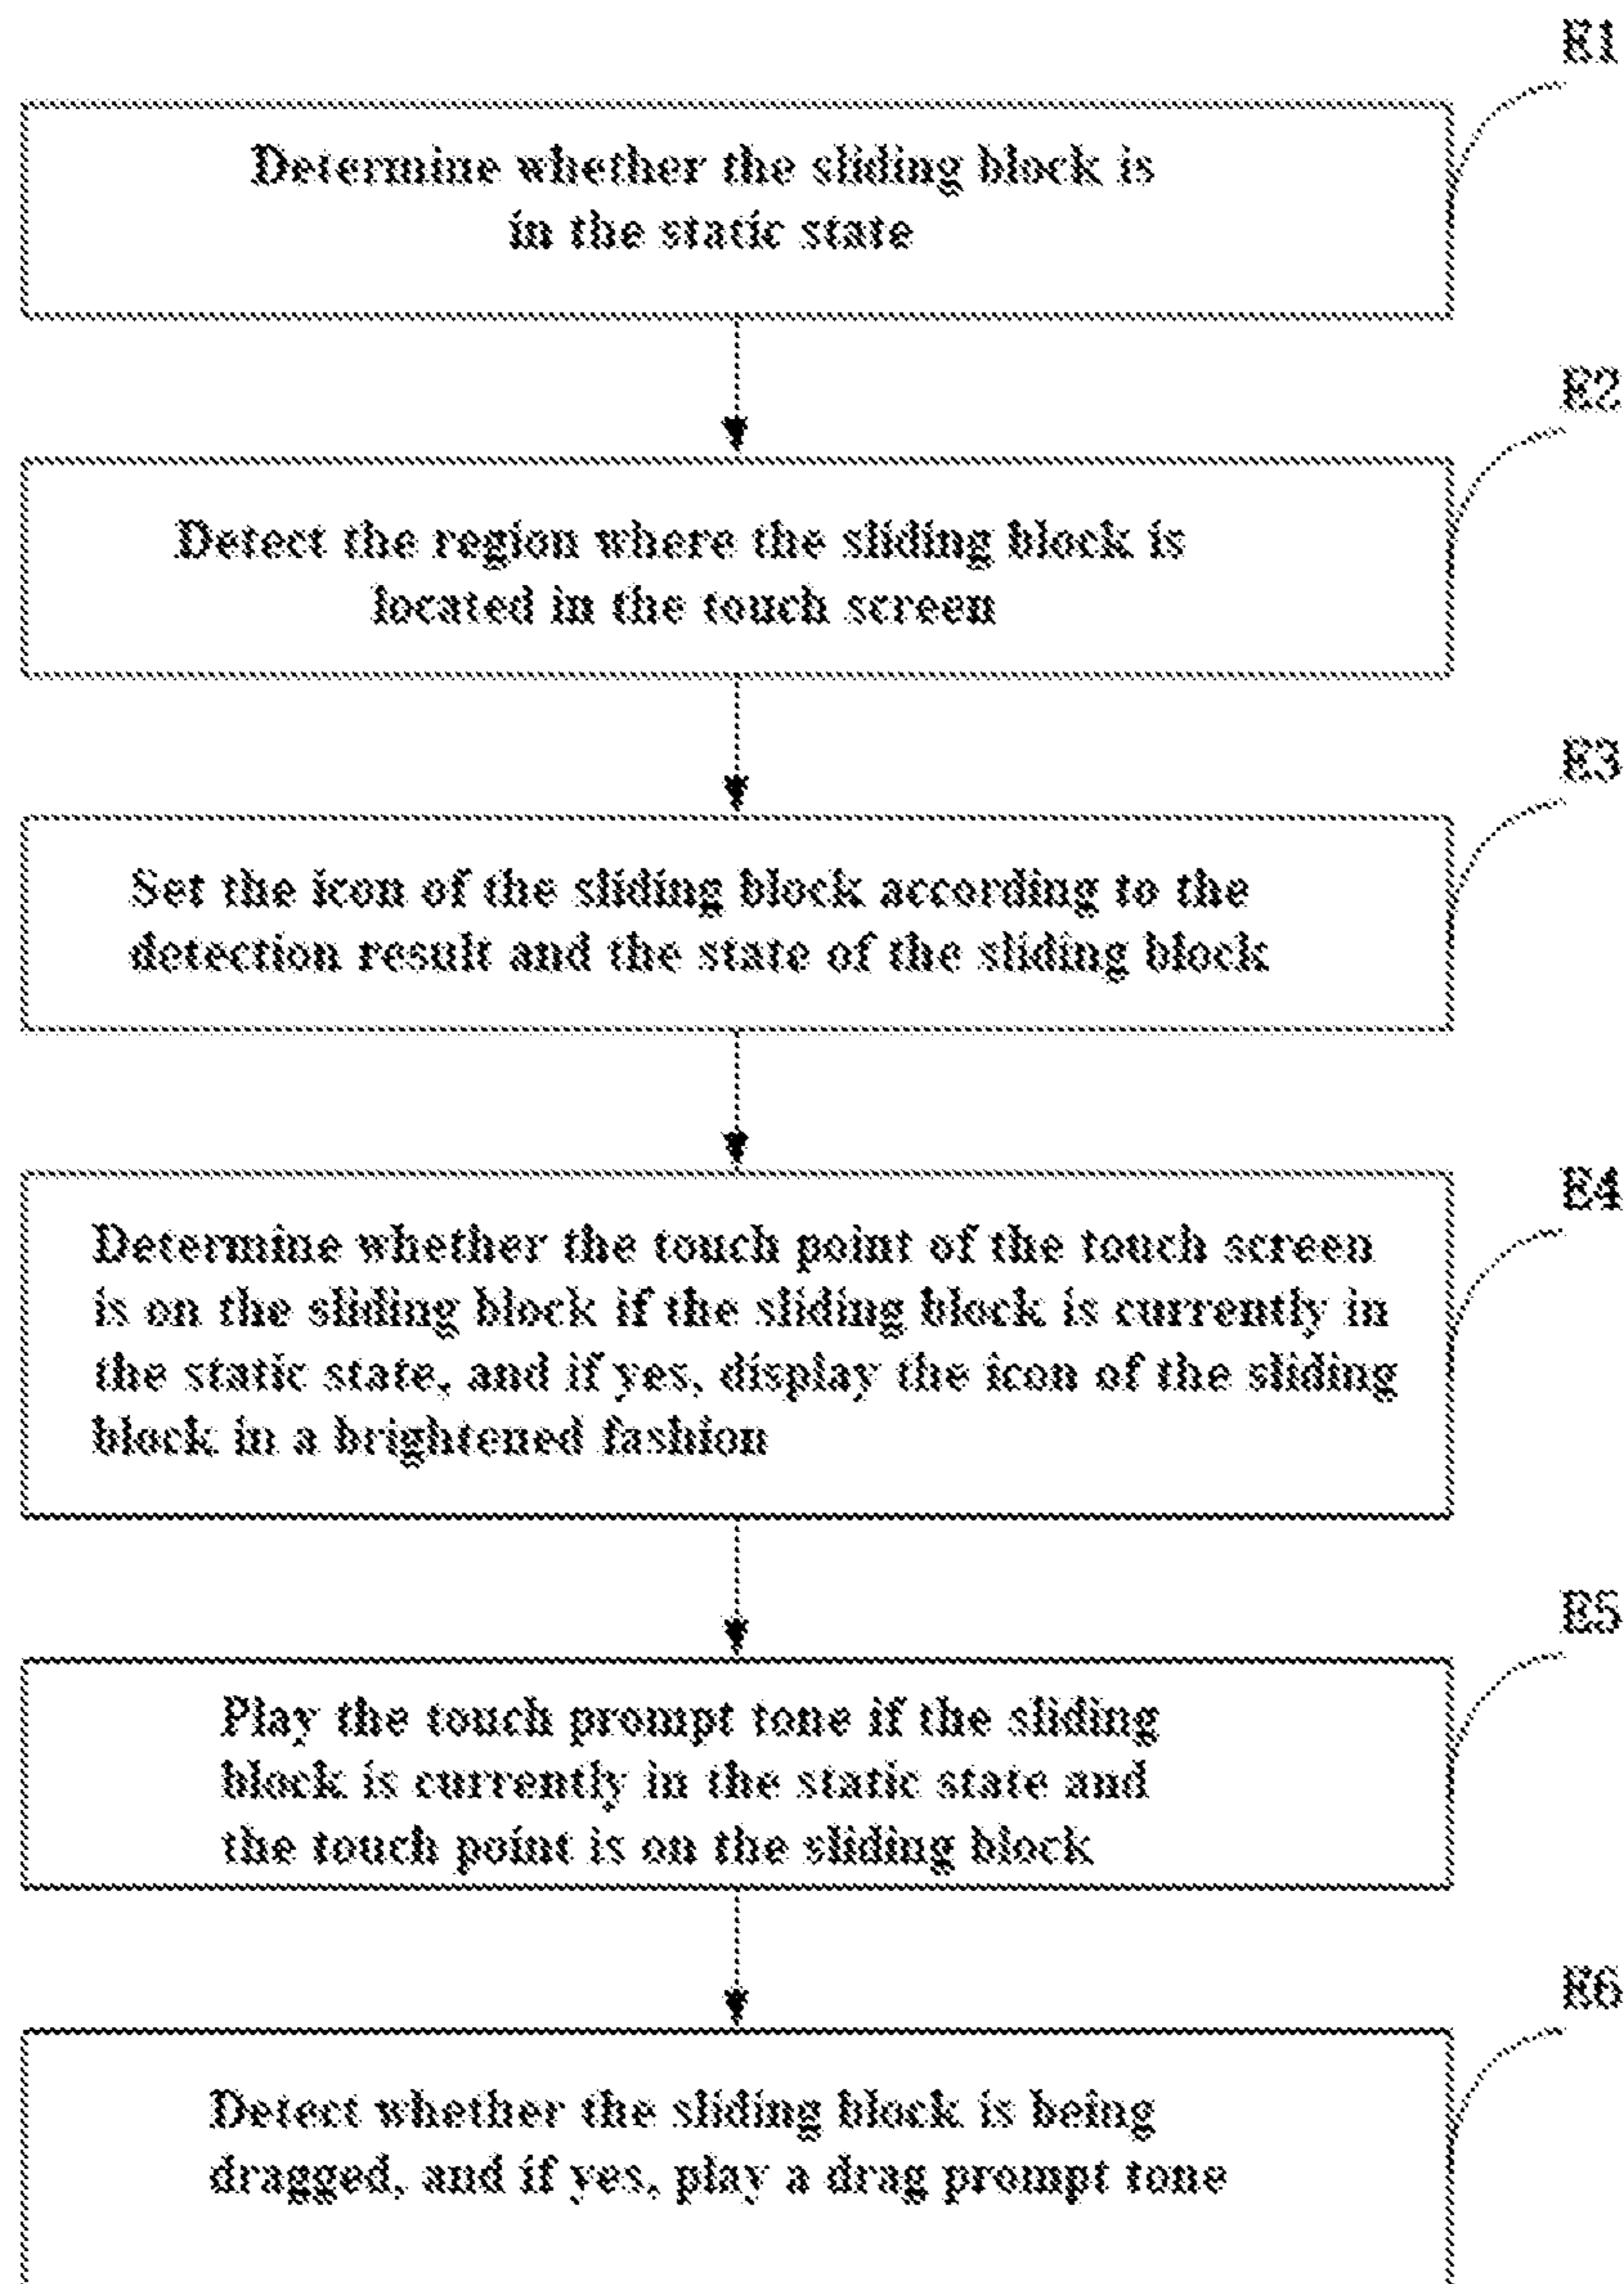 E1
Determine whether the sliding block is
in the static state
E2
Detect the region where the sliding block is
located in the touch screen
E3
Set the icon of the sliding block according to the
detection result and the state of the sliding block
E4
Determine whether the touch point of the touch screen
is on the sliding block if the sliding block is currently in
the static state, and if yes, display the icon of the sliding
block in a brightened fashion
E5
Play the touch prompt tone if the sliding
block is currently in the static state and
the touch point is on the sliding block
E6
Detect whether the sliding block is being
dragged, and if yes, play a drag prompt tone